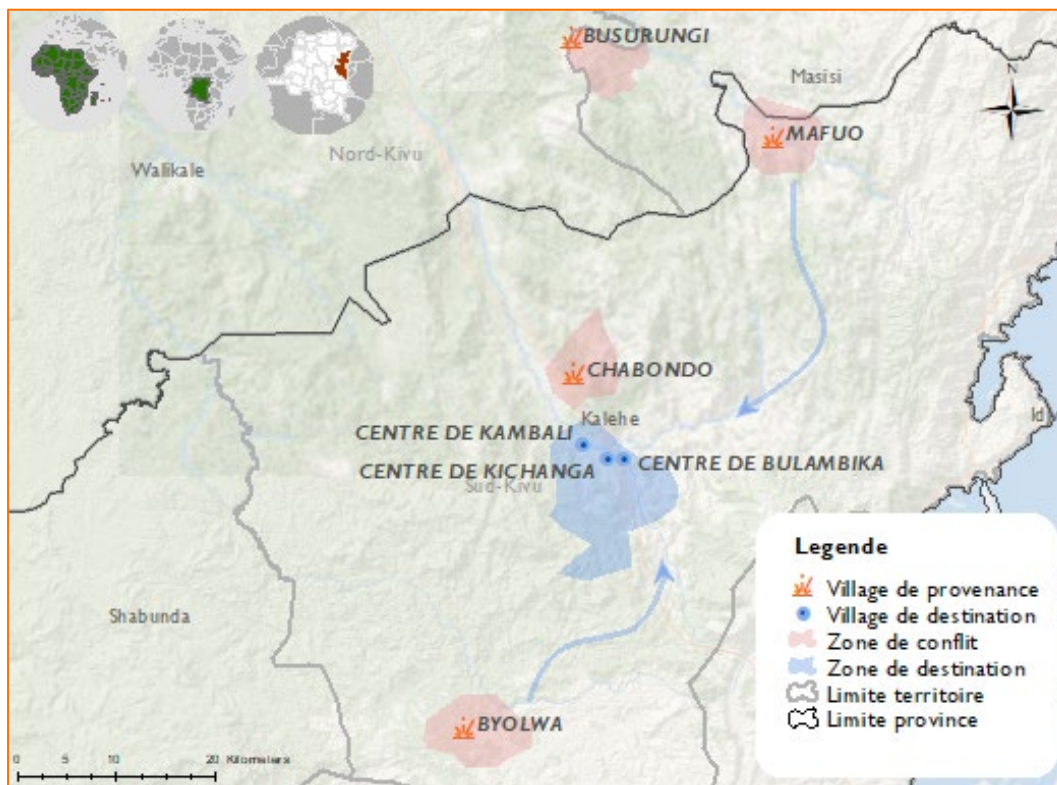 BUSURUNGI
Masisi
N
MAFUO
Nord-Kivu
Walikale
CHABONDO
Kalehe
Id
CENTRE DE KAMBALI
CENTRE DE KICHANGA
CENTRE DE BULAMBIKA
Sud-Kivu
Shabunda
BYOLWA
Legende
Village de provenance
Village de destination
Zone de conflit
Zone de destination
Limite territoire
Limite province
0 5 10 20 Kilometers